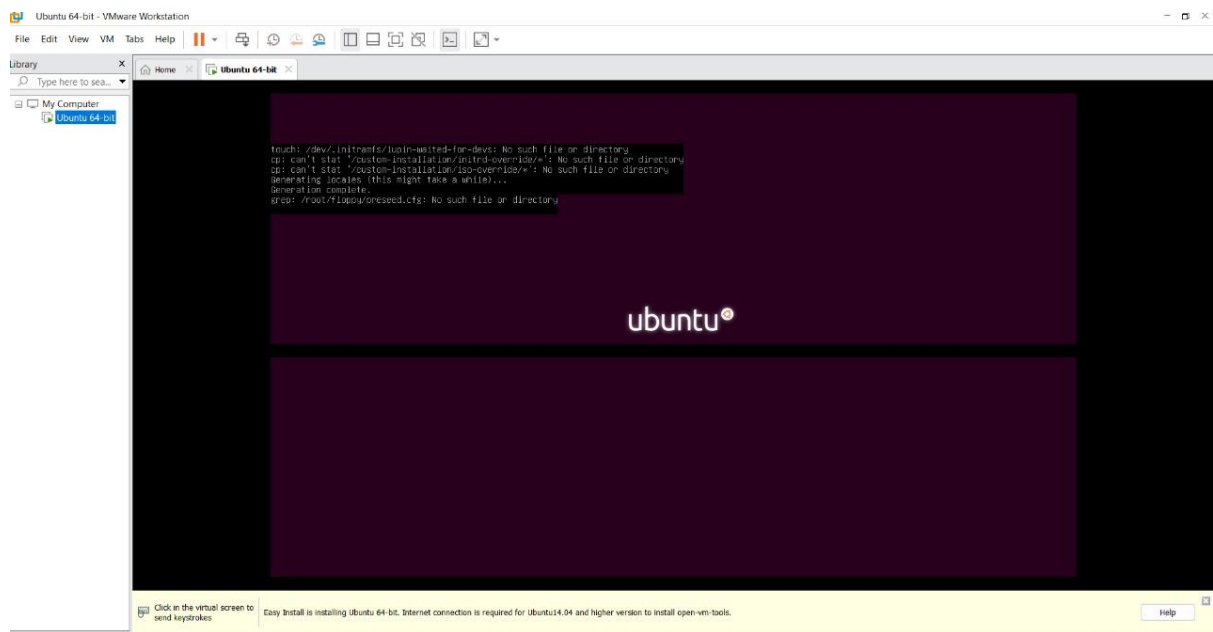 Ubuntu 64-bit - VMware Workstation
File Edit View VM Tabs Help
Library
Type here to sea...
My Computer
Ubuntu 64-bit
Home
Ubuntu 64-bit
touch: /dev/.initramfs/lupin-waited-for-devs: No such file or directory
cp: can't stat '/custom-installation/initrd-override/*': No such file or directory
cp: can't stat '/custom-installation/iso-override/*': No such file or directory
Generating locales (this might take a while)...
Generation complete.
grep: /root/floppy/preseed.cfg: No such file or directory
ubuntu
Click in the virtual screen to
send keystrokes
Easy Install is installing Ubuntu 64-bit. Internet connection is required for Ubuntu14.04 and higher version to install open-vm-tools.
Help